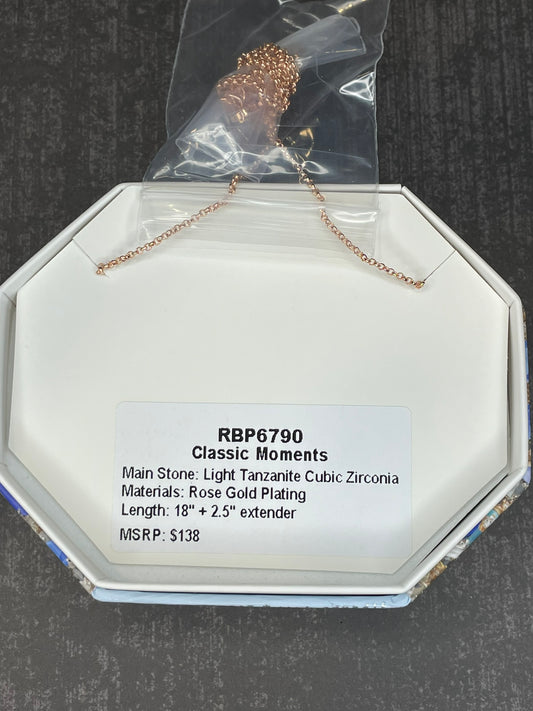 RBP6790
Classic Moments
Main Stone: Light Tanzanite Cubic Zirconia
Materials: Rose Gold Plating
Length: 18" + 2.5" extender
MSRP: $138